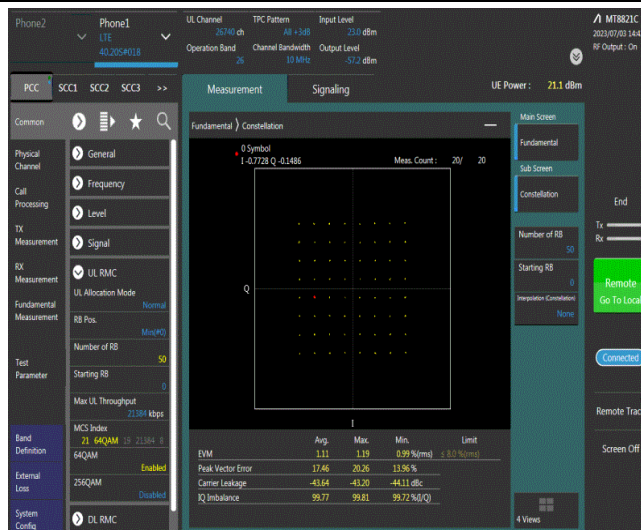 Phone2
Phone1
LTE
40.20S#018
UL Channel
26740 ch
TPC Pattern
All +3dB
Input Level
23.0 dBm
Operation Band
26
Channel Bandwidth
10 MHz
Output Level
-57.2 dBm
MT8821C
2023/07/03 14:4
RF Output : On
PCC SCC1 SCC2 SCC3 >>
Measurement
Signaling
UE Power : 21.1 dBm
Common
Physical
Channel
Call
Processing
TX
Measurement
RX
Measurement
Fundamental
Measurement
Test
Parameter
Band
Definition
External
Loss
System
Config
General
Frequency
Level
Signal
UL RMC
UL Allocation Mode
Normal
RB Pos.
Min(#0)
Number of RB
50
Starting RB
0
Max UL Throughput
21384 kbps
MCS Index
21 64QAM 19 21384 9
64QAM
Enabled
256QAM
Disabled
DL RMC
Fundamental Constellation
0 Symbol
I -0.7728 Q -0.1486
Meas. Count : 20/ 20
Q
I
Avg. Max. Min. Limit
EVM 1.11 1.19 0.99 %(rms) ≤ 8.0 %(rms)
Peak Vector Error 17.46 20.26 13.96 %
Carrier Leakage -43.64 -43.20 -44.11 dBc
IQ Imbalance 99.77 99.81 99.72 %(I/Q)
Main Screen
Fundamental
Sub Screen
Constellation
Number of RB
50
Starting RB
0
Interpolation (Constellation)
None
4 Views
End
Tx
Rx
Remote
Go To Local
Connected
Remote Trac
Screen Off